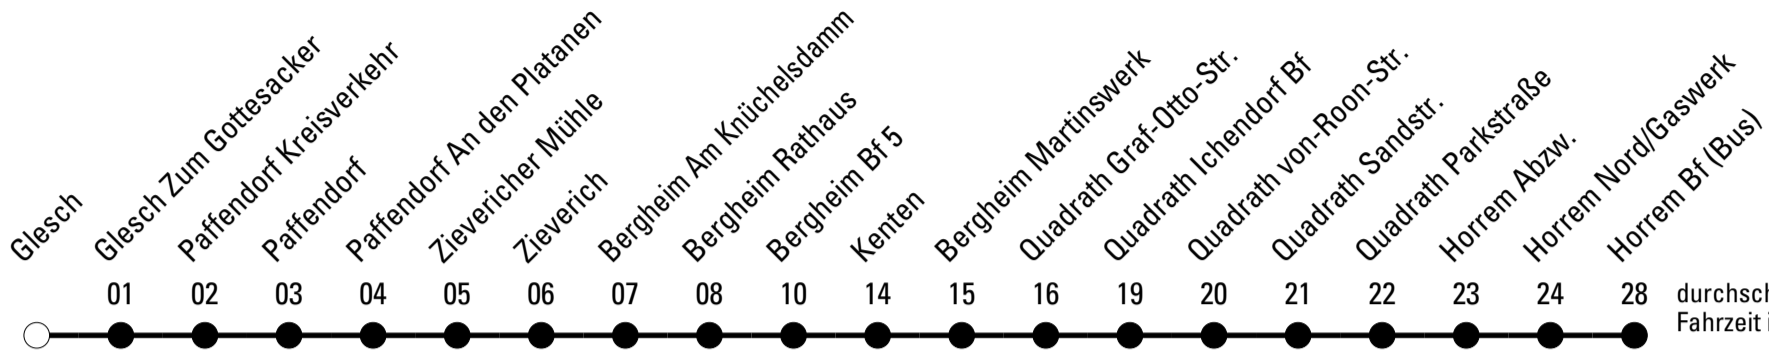 Glesch
Glesch Zum Gottesacker
Paffendorf Kreisverkehr
Paffendorf
Paffendorf An den Platanen
Zievericher Mühle
Zieverich
Bergheim Am Knüchelsdamm
Bergheim Rathaus
Bergheim Bf 5
Kenten
Bergheim Martinswerk
Quadrath Graf-Otto-Str.
Quadrath Ichendorf Bf
Quadrath von-Roon-Str.
Quadrath Sandstr.
Quadrath Parkstraße
Horrem Abzw.
Horrem Nord/Gaswerk
Horrem Bf (Bus)
01 02 03 04 05 06 07 08 10 14 15 16 19 20 21 22 23 24 28
durchsch
Fahrzeit i